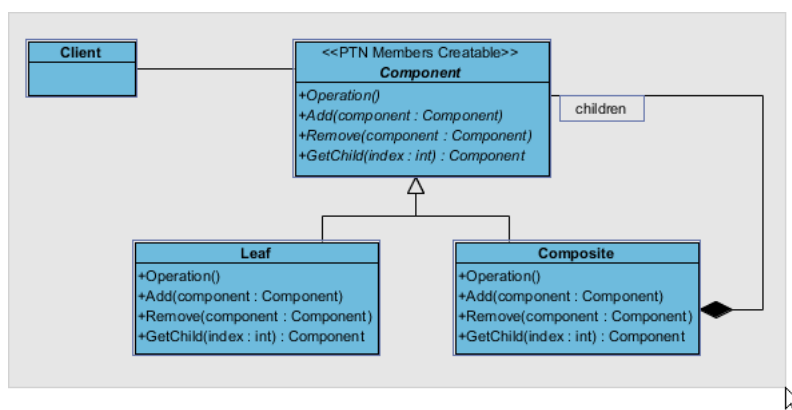 Client
<<PTN Members Creatable>>
Component
+Operation()
+Add(component : Component)
+Remove(component : Component)
+GetChild(index : int) : Component
children
Leaf
+Operation()
+Add(component : Component)
+Remove(component : Component)
+GetChild(index : int) : Component
Composite
+Operation()
+Add(component : Component)
+Remove(component : Component)
+GetChild(index : int) : Component